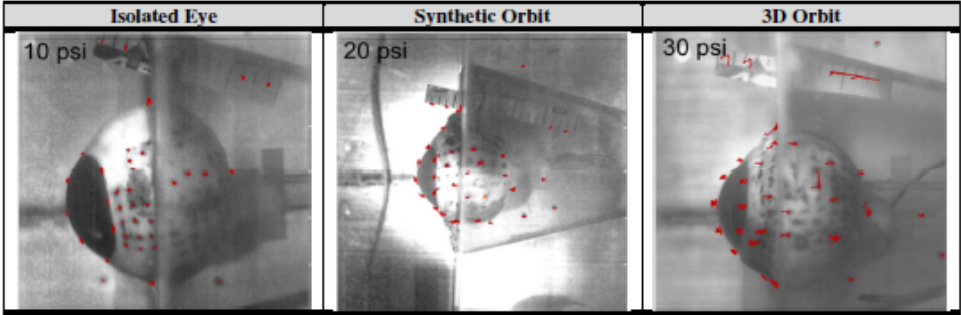 Isolated Eye
Synthetic Orbit
3D Orbit
10 psi
20 psi
30 psi